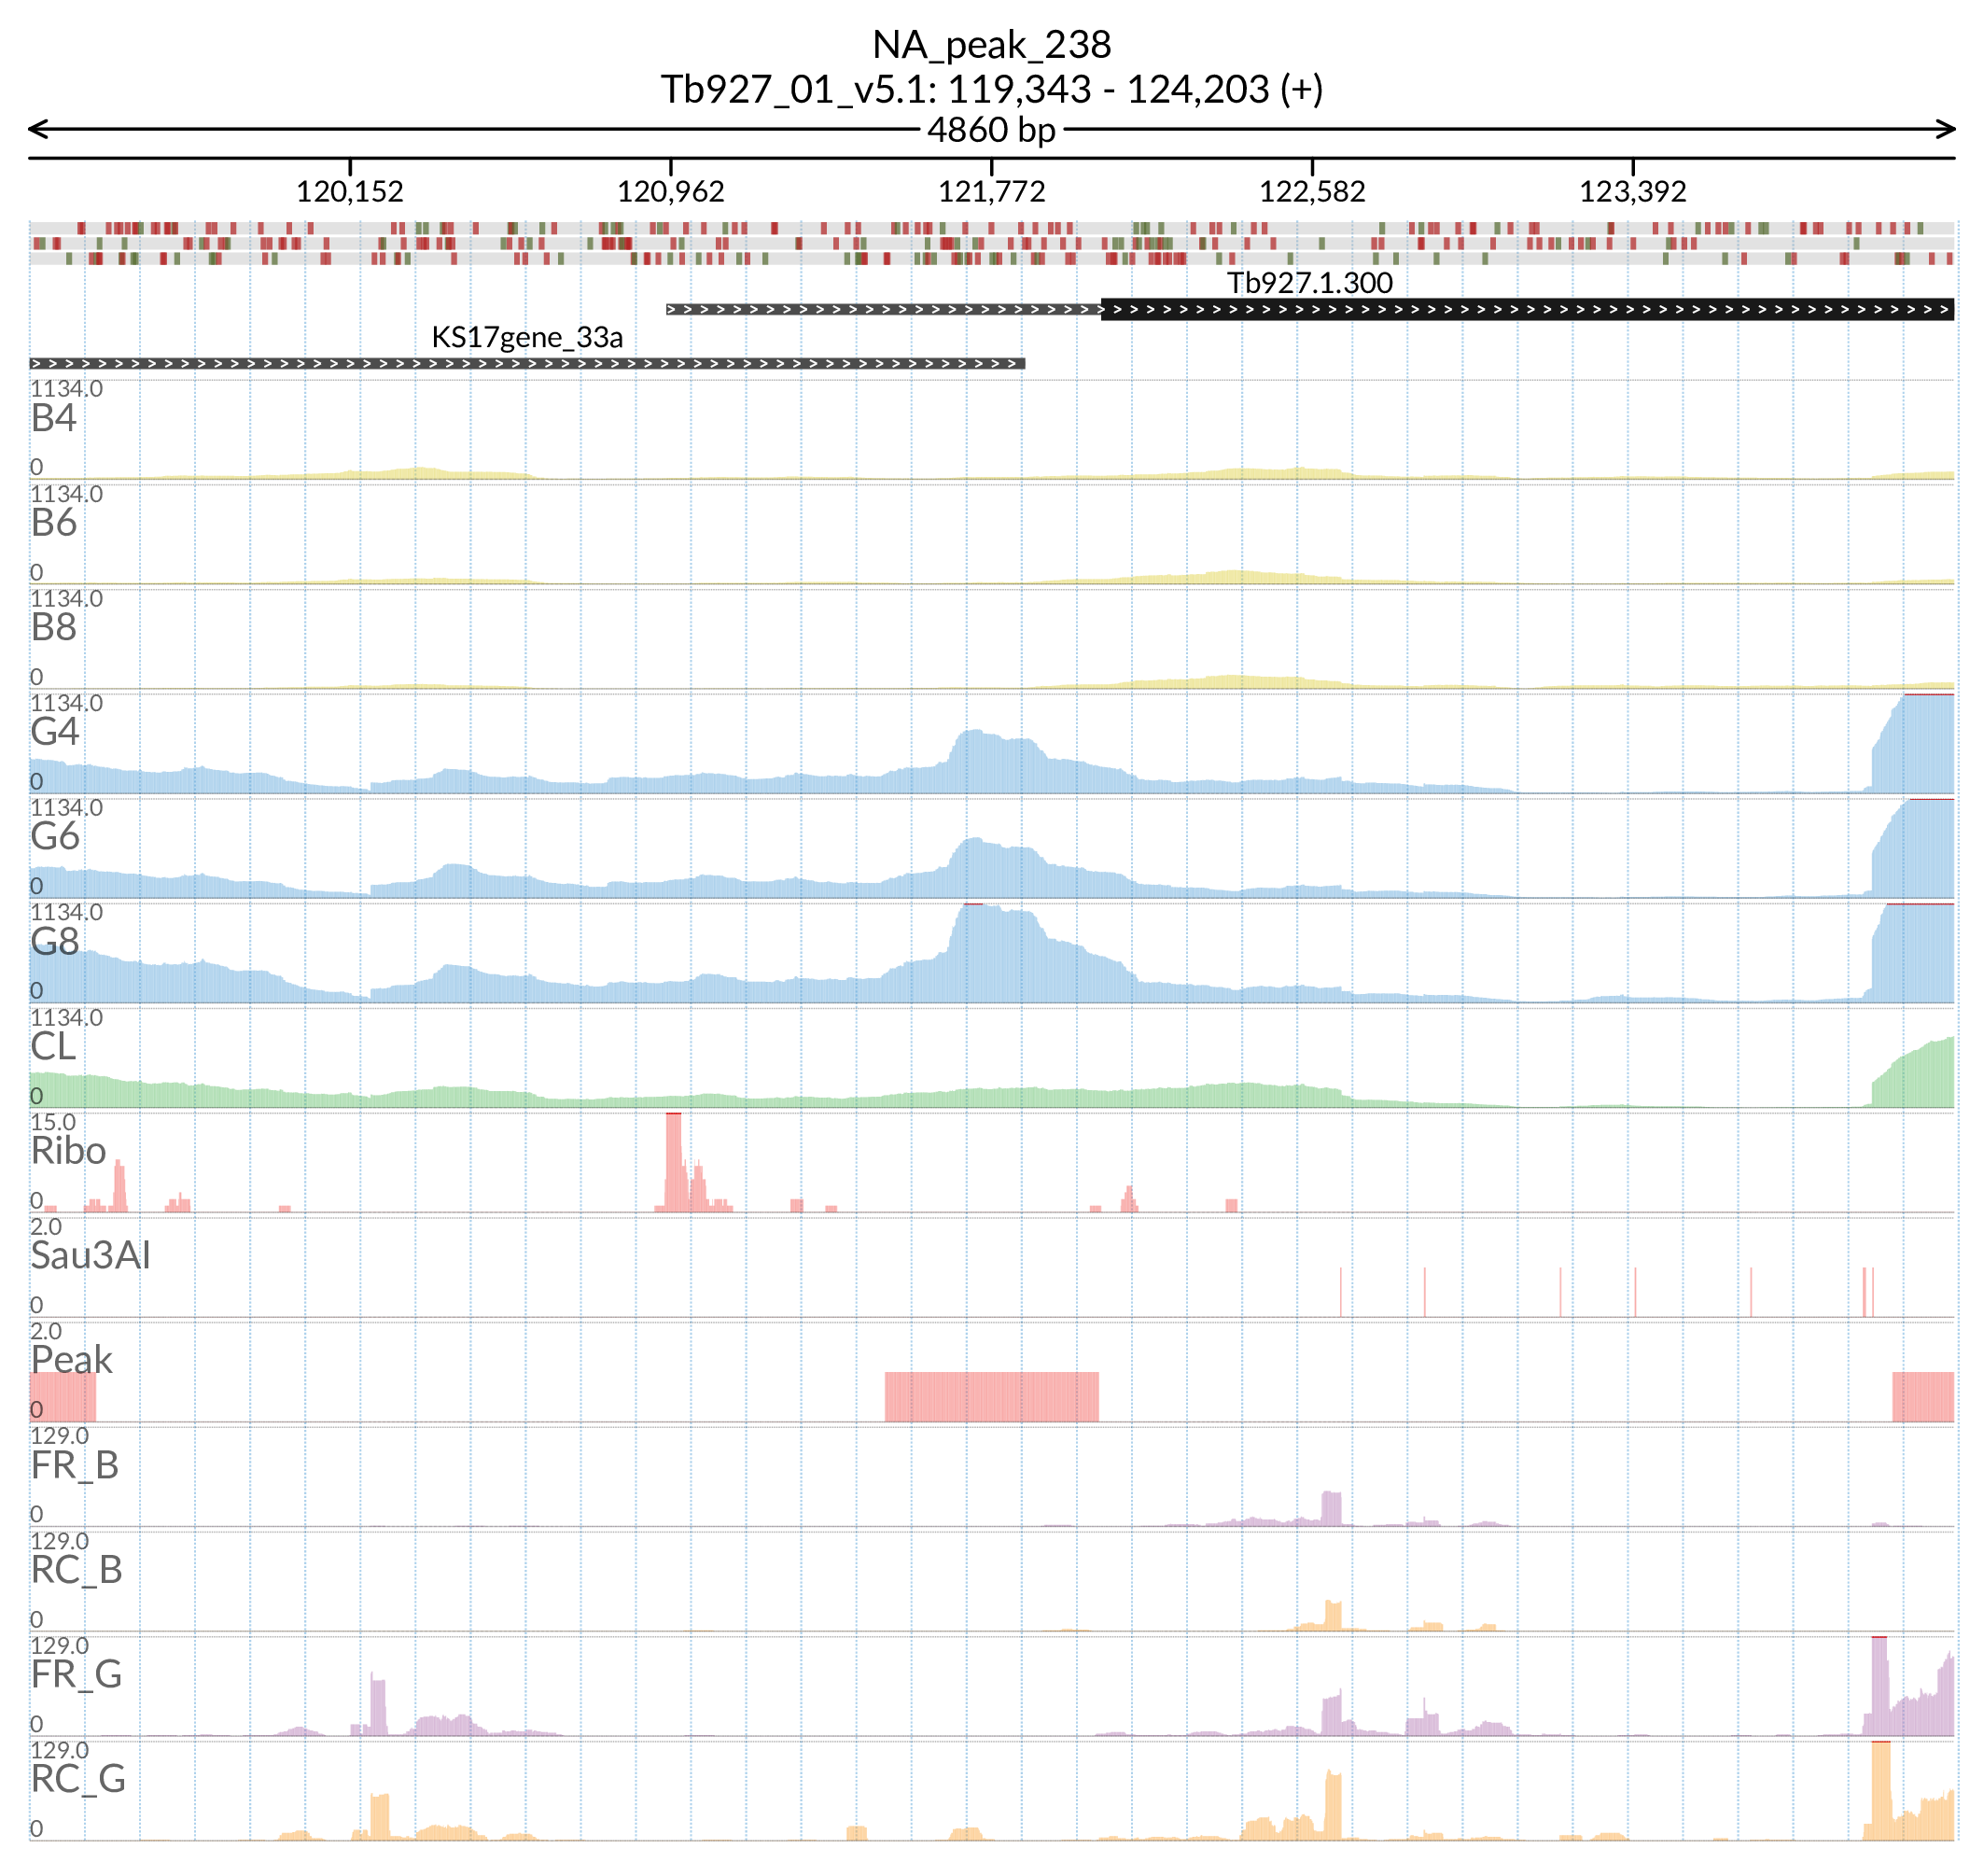 NA_peak_238
Tb927_01_v5.1: 119,343 - 124,203 (+)
4860 bp
120,152 120,962 121,772 122,582 123,392
Tb927.1.300
KS17gene_33a
1134.0
B4
0
1134.0
B6
0
1134.0
B8
0
1134.0
G4
0
1134.0
G6
0
1134.0
G8
0
1134.0
CL
0
15.0
Ribo
0
2.0
Sau3AI
0
2.0
Peak
0
129.0
FR_B
0
129.0
RC_B
0
129.0
FR_G
0
129.0
RC_G
0